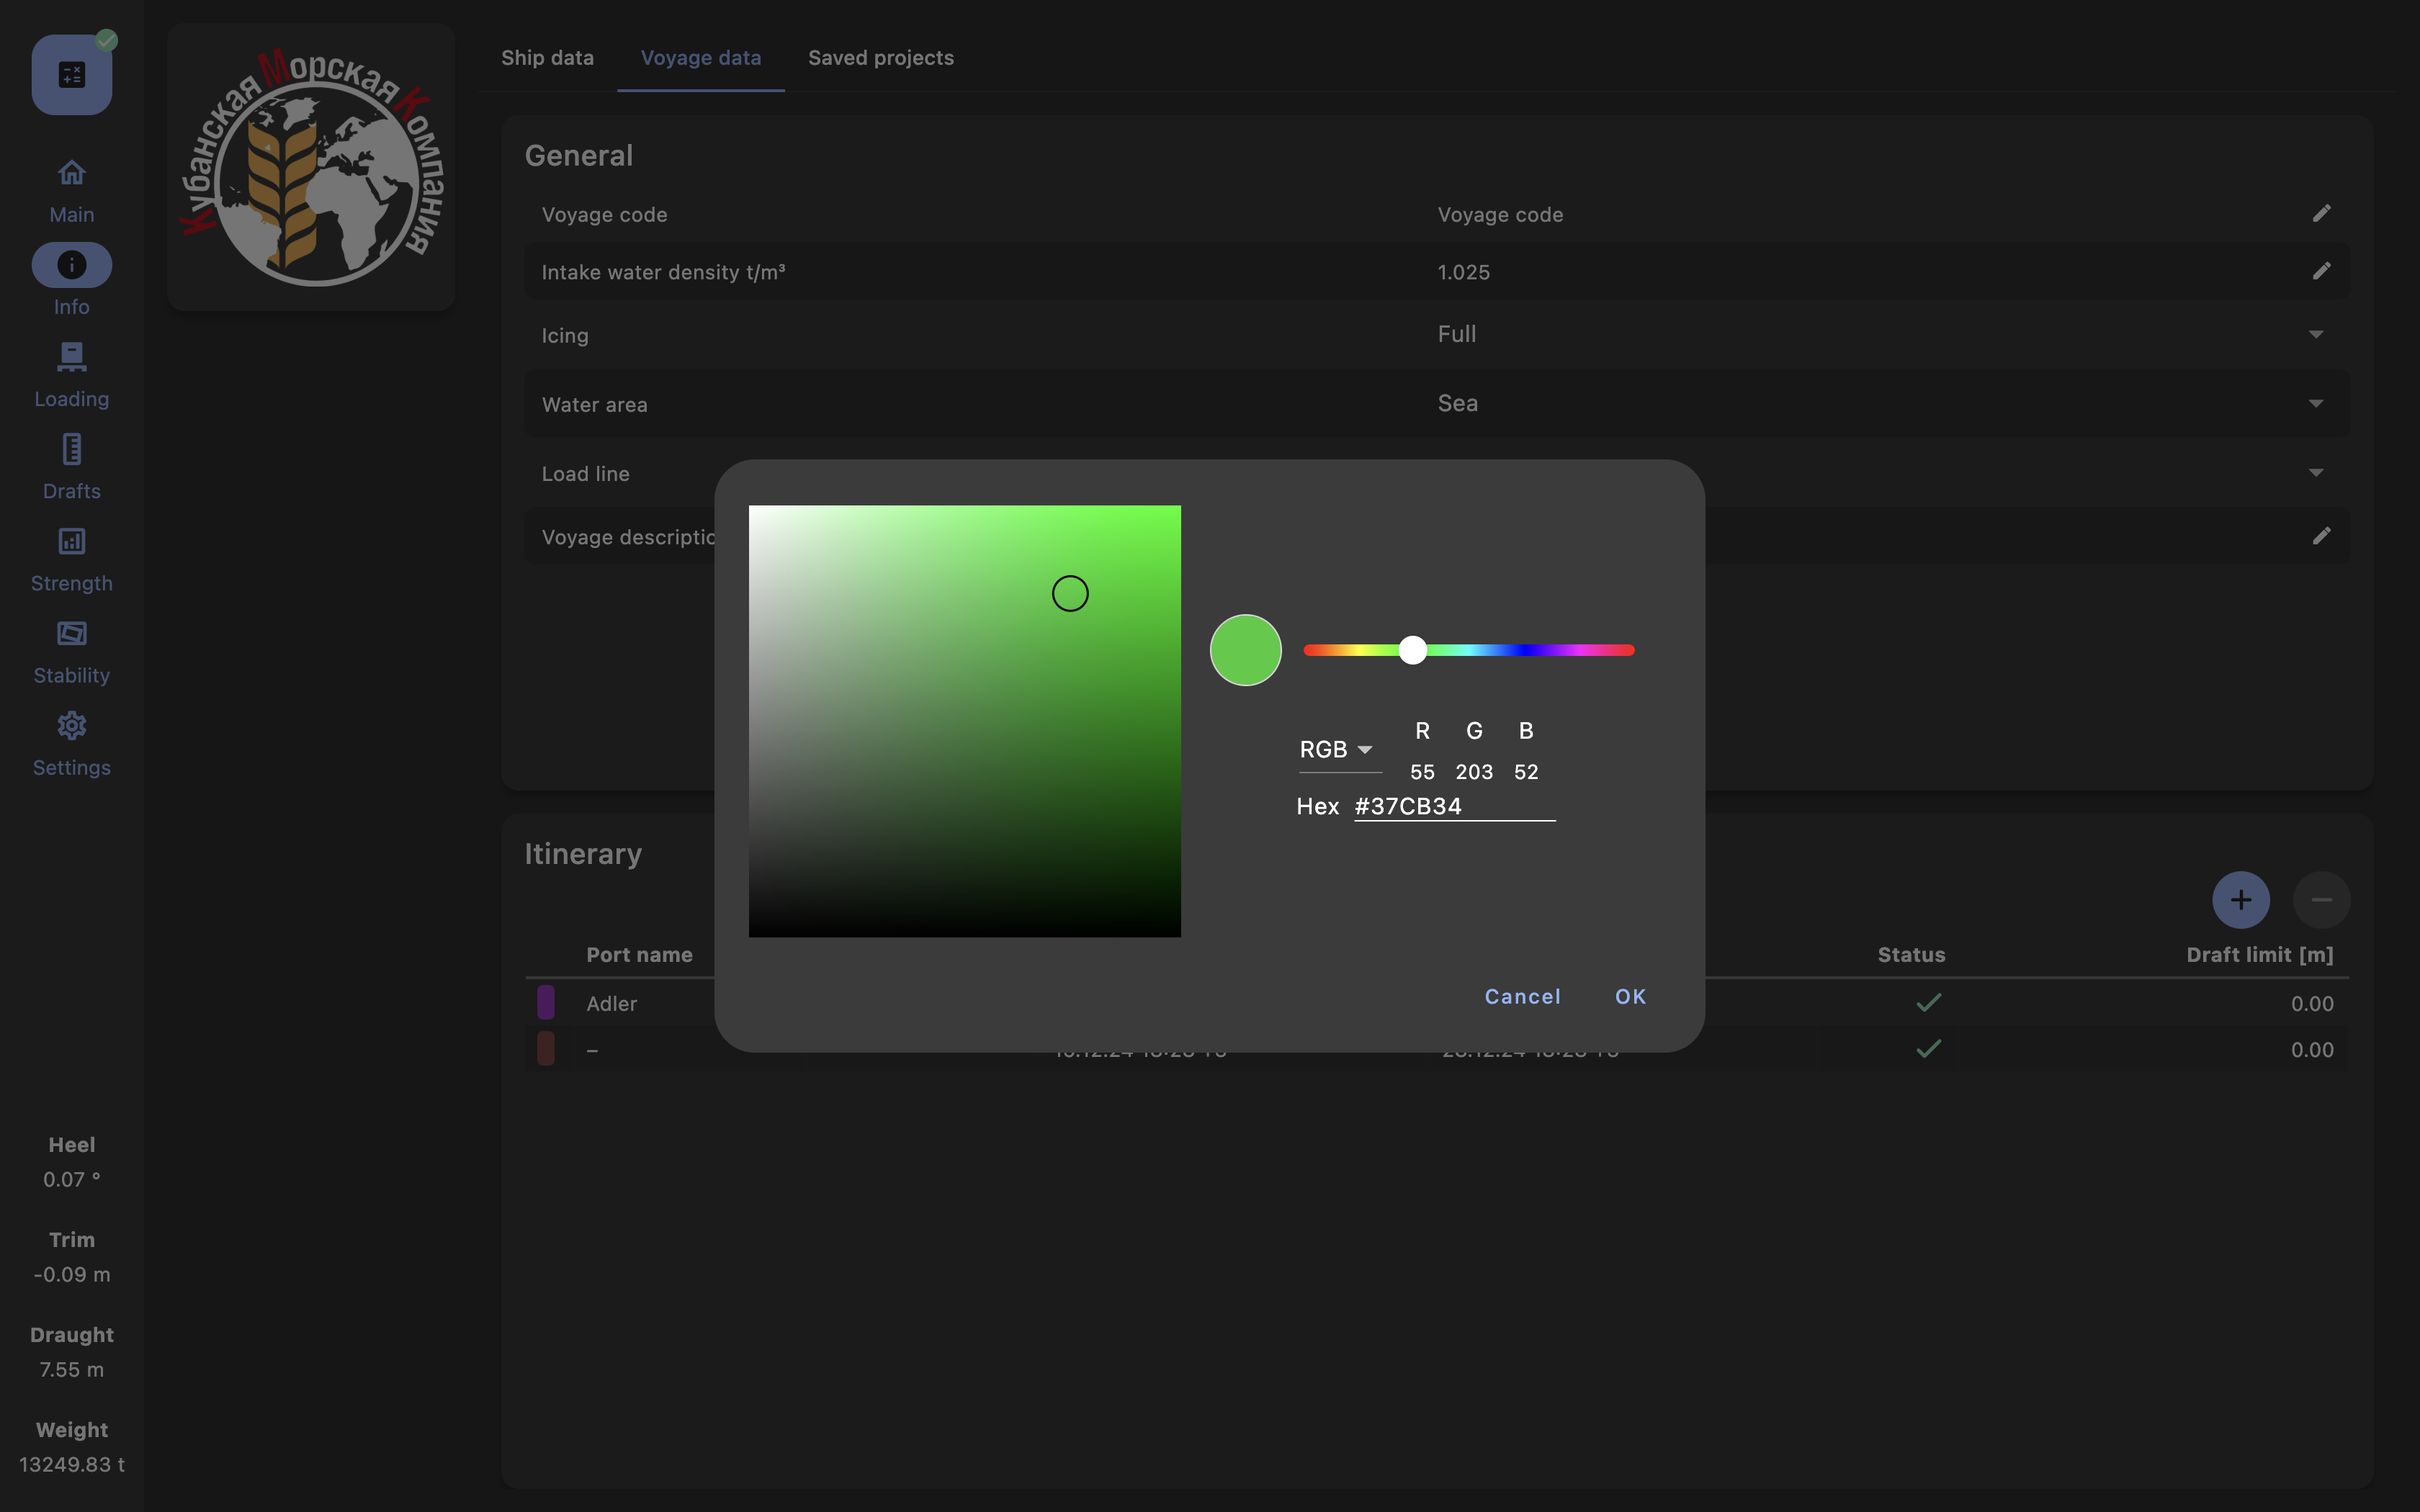 Кубанская Морская Компания
Ship data Voyage data Saved projects
Main
Info
Loading
Drafts
Strength
Stability
Settings
General
Voyage code Voyage code
Intake water density t/m³ 1.025
Icing Full
Water area Sea
Load line
Voyage descriptio
RGB R G B
55 203 52
Hex #37CB34
Cancel OK
Itinerary
Port name Status Draft limit [m]
Adler 0.00
– 0.00
Heel
0.07 °
Trim
-0.09 m
Draught
7.55 m
Weight
13249.83 t